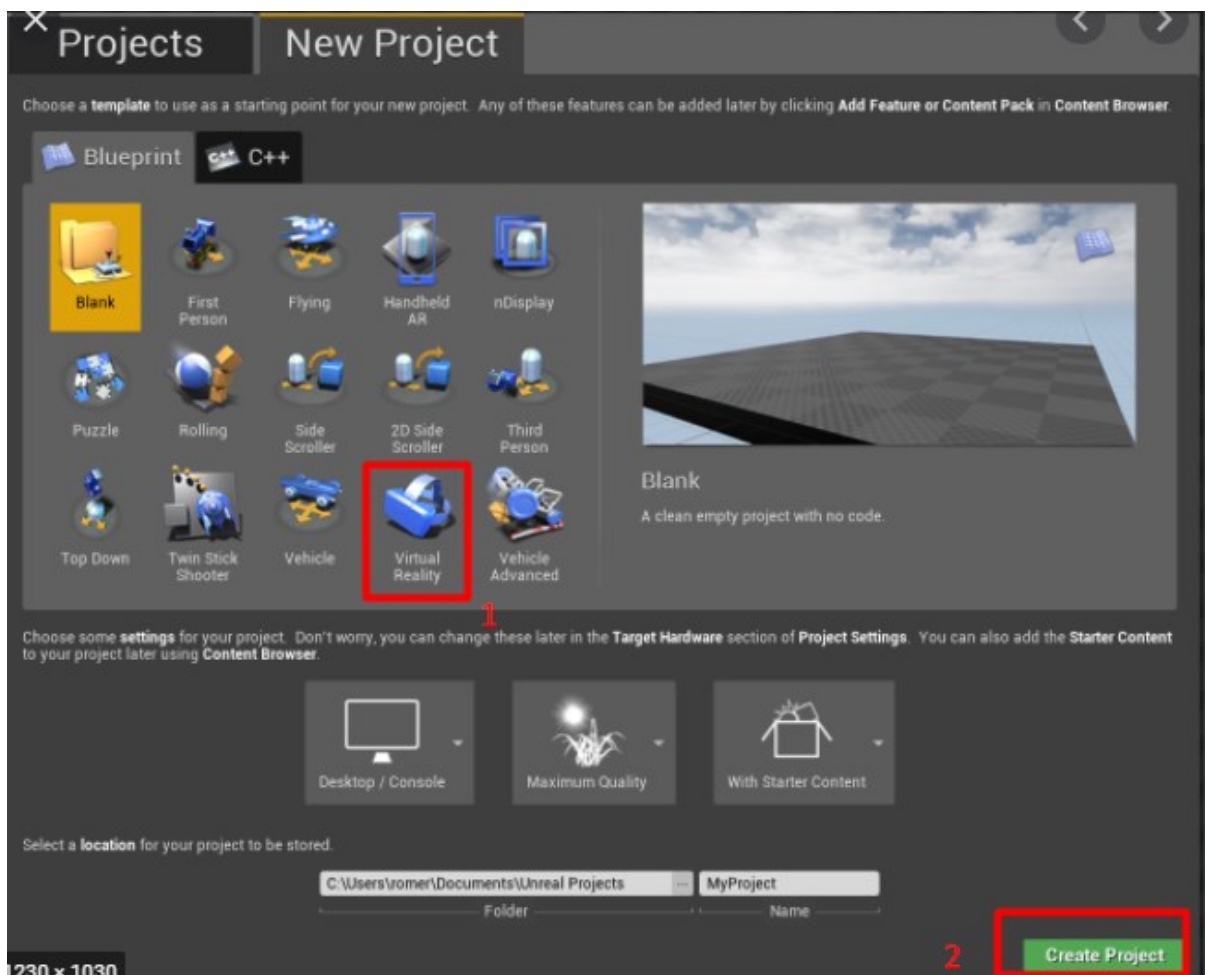 Projects New Project
Choose a template to use as a starting point for your new project. Any of these features can be added later by clicking Add Feature or Content Pack in Content Browser.
Blueprint C++ C++
Blank First Flying Handheld nDisplay
Person AR
Puzzle Rolling Side 2D Side Third
Scroller Scroller Person
Blank
A clean empty project with no code.
Top Down Twin Stick Vehicle Virtual Vehicle
Shooter Reality Advanced
1
Choose some settings for your project. Don't worry, you can change these later in the Target Hardware section of Project Settings. You can also add the Starter Content
to your project later using Content Browser.
Desktop / Console Maximum Quality With Starter Content
Select a location for your project to be stored.
C:\Users\romer\Documents\Unreal Projects ... MyProject
Folder Name
2 Create Project
1230 × 1030